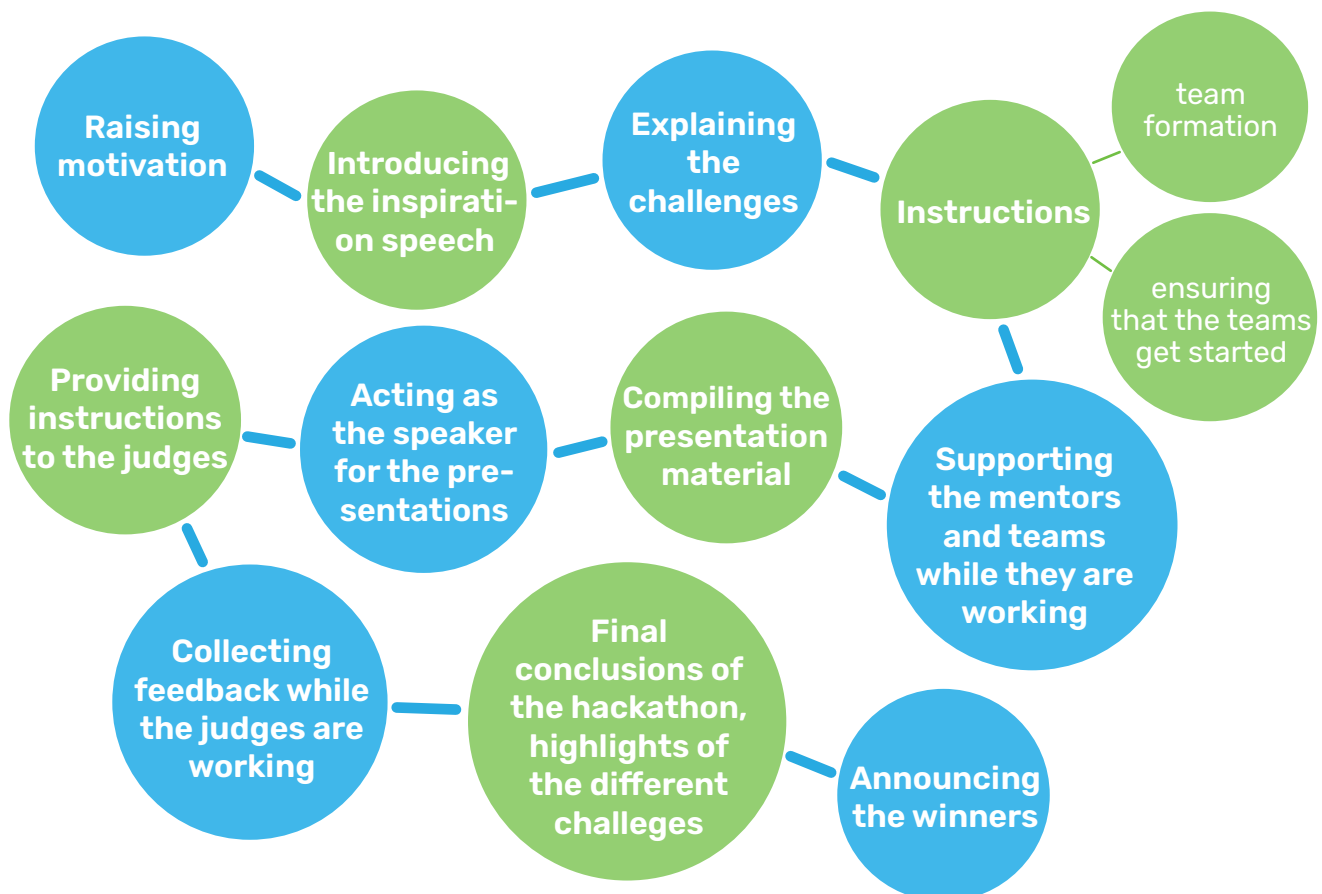 Raising
motivation
Introducing
the inspirati-
on speech
Explaining
the
challenges
Instructions
team
formation
ensuring
that the teams
get started
Supporting
the mentors
and teams
while they are
working
Compiling the
presentation
material
Acting as
the speaker
for the pre-
sentations
Providing
instructions
to the judges
Collecting
feedback while
the judges are
working
Final
conclusions of
the hackathon,
highlights of
the different
challeges
Announcing
the winners